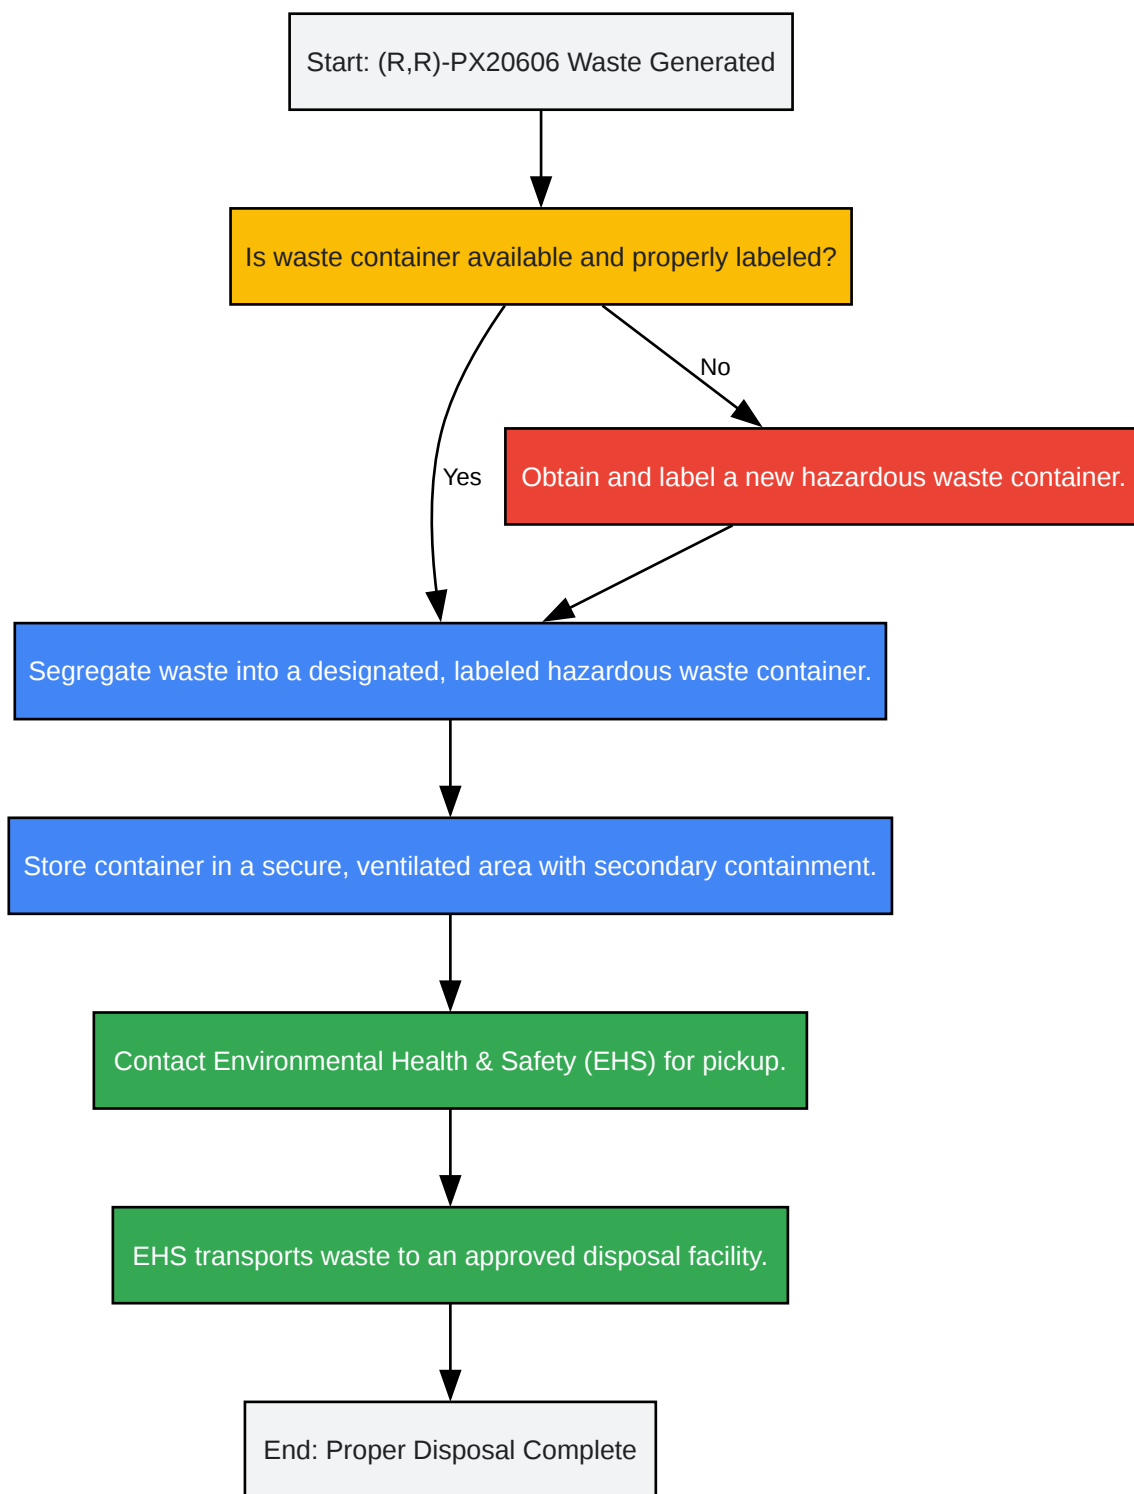 Start: (R,R)-PX20606 Waste Generated
Is waste container available and properly labeled?
No
Yes
Obtain and label a new hazardous waste container.
Segregate waste into a designated, labeled hazardous waste container.
Store container in a secure, ventilated area with secondary containment.
Contact Environmental Health & Safety (EHS) for pickup.
EHS transports waste to an approved disposal facility.
End: Proper Disposal Complete